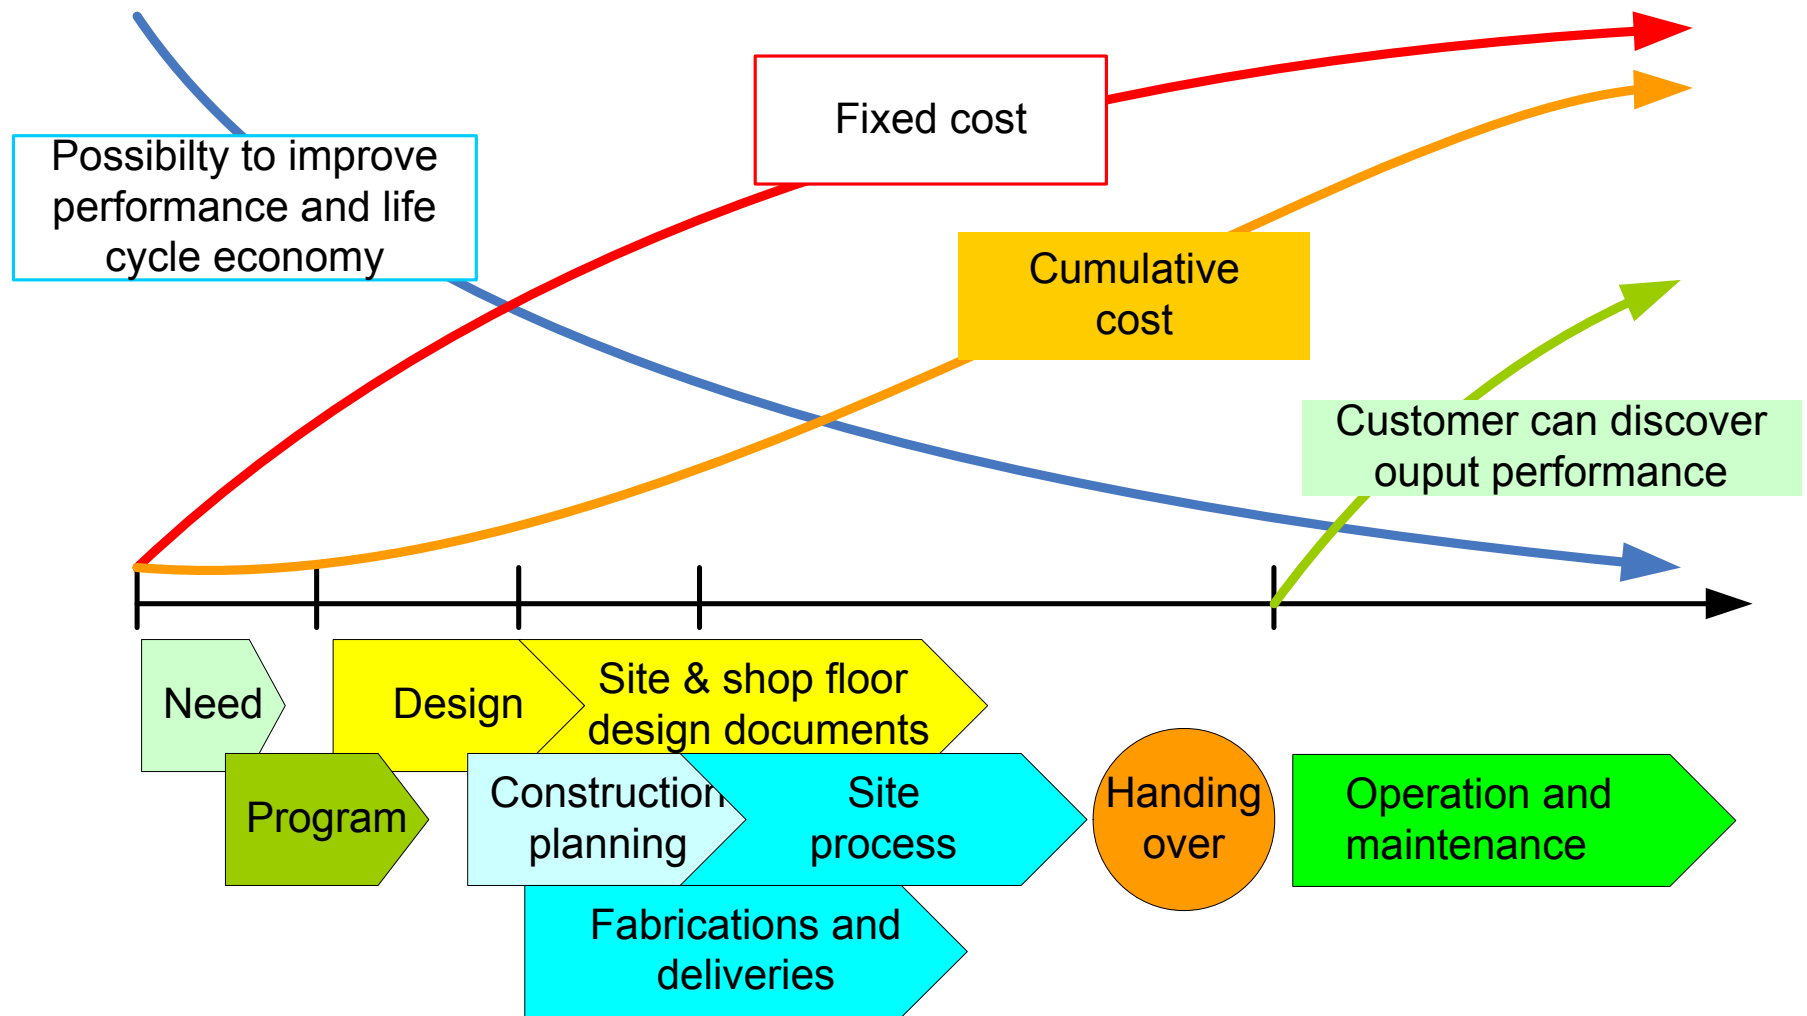 Fixed cost
Possibilty to improve
performance and life
cycle economy
Cumulative
cost
Customer can discover
ouput performance
Need
Design
Site & shop floor
design documents
Program
Construction
planning
Site
process
Handing
over
Operation and
maintenance
Fabrications and
deliveries